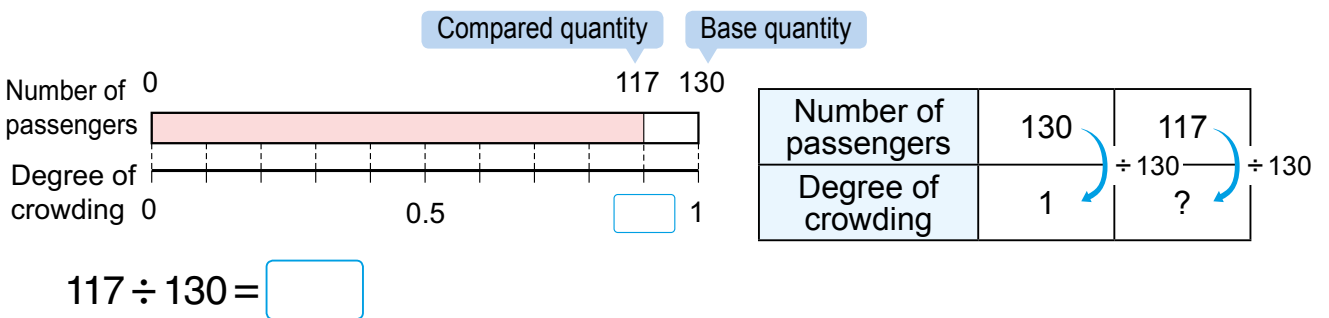 Compared quantity
Base quantity
Number of passengers
0
117
130
Degree of crowding
0
0.5
1
Number of passengers
130
117
÷ 130
÷ 130
Degree of crowding
1
?
117 ÷ 130 =